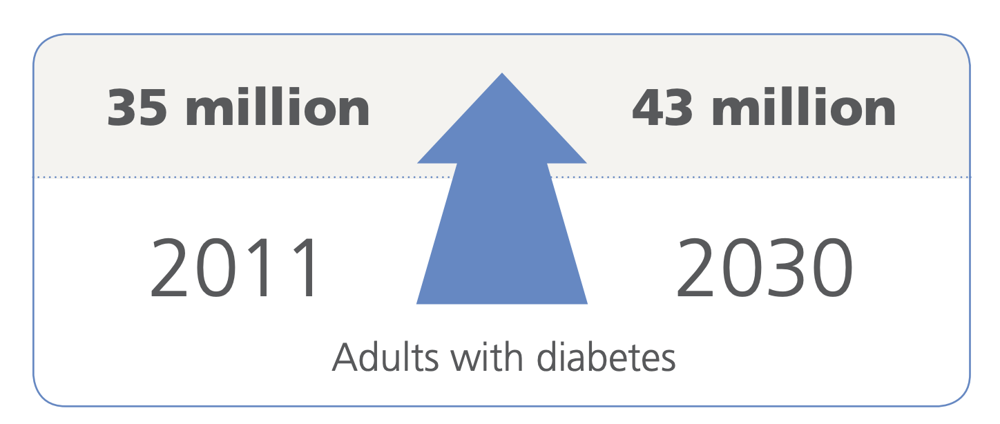 35 million
43 million
2011
2030
Adults with diabetes